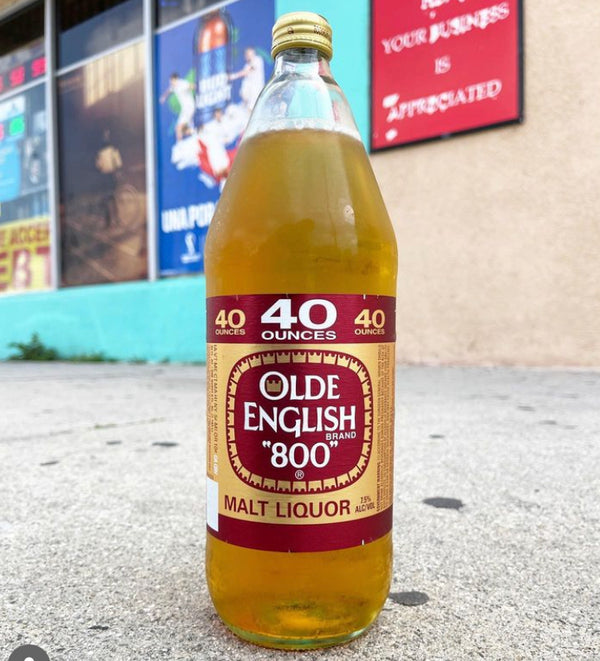 YOUR BUSINESS
IS
APPRECIATED
UNA POR
EBT
40
OUNCES
40
OUNCES
40
OUNCES
OLDE
ENGLISH
BRAND
"800"
®
MALT LIQUOR
7.5%
ALC/VOL